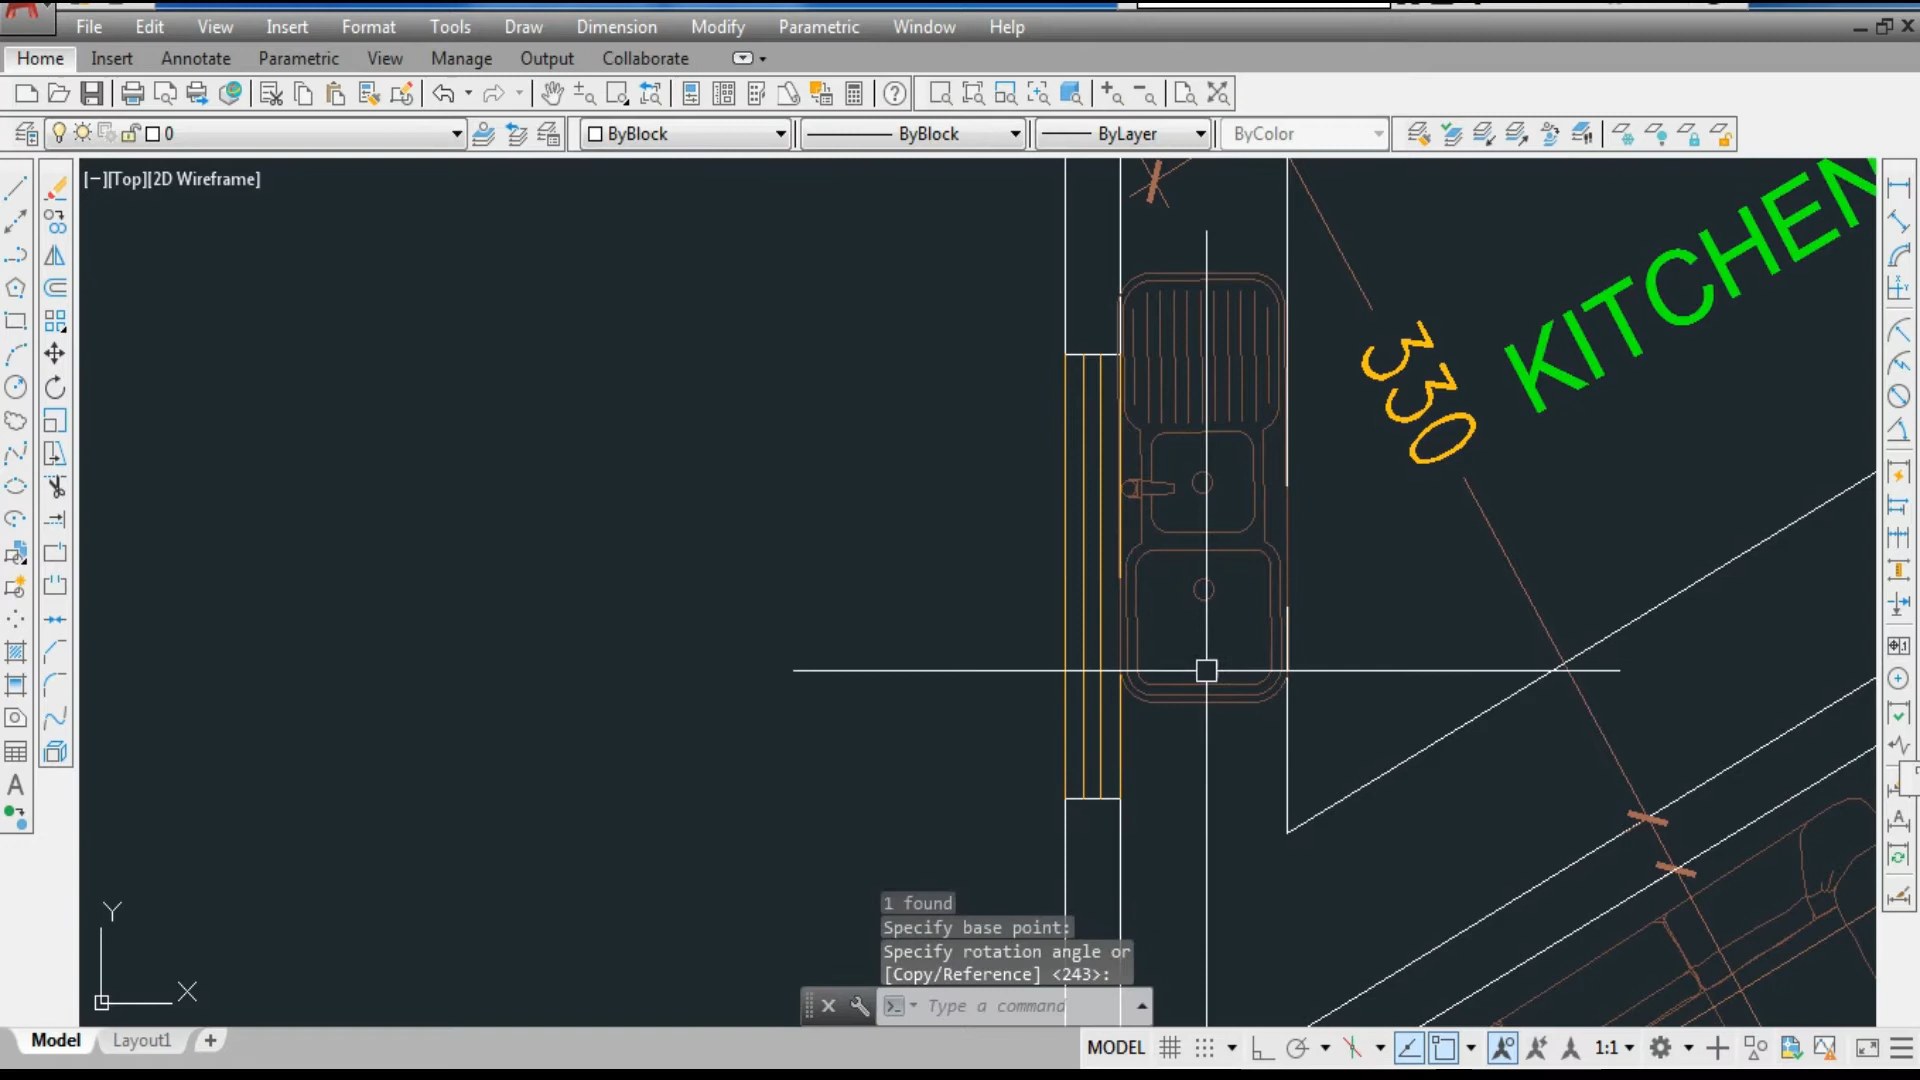 File Edit View Insert Format Tools Draw Dimension Modify Parametric Window Help
Home Insert Annotate Parametric View Manage Output Collaborate
0 ByBlock ByBlock ByLayer ByColor
[−][Top][2D Wireframe]
KITCHEN
330
1 found
Specify base point:
Specify rotation angle or
[Copy/Reference] <243>:
Type a command
Y
X
Model Layout1 +
MODEL 1:1